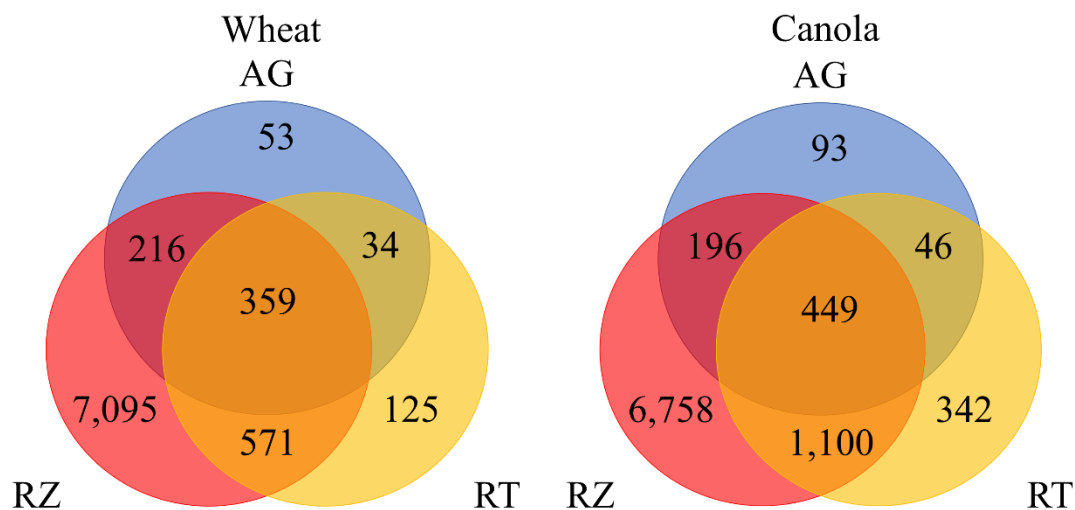 Wheat
AG
53
216
34
359
7,095
125
571
RZ
RT
Canola
AG
93
196
46
449
6,758
342
1,100
RZ
RT